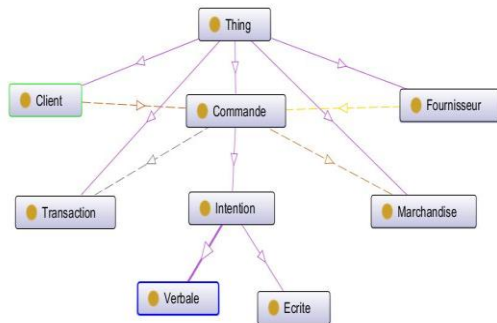 Thing
Client
Commande
Fournisseur
Transaction
Intention
Marchandise
Verbale
Ecrite